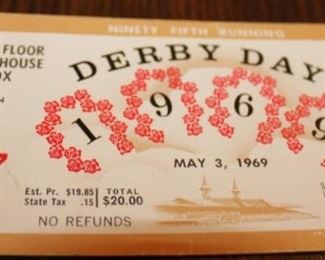 NINETY FIFTH RUNNING
FLOOR
HOUSE
OX
N
DERBY DAY
1969
MAY 3, 1969
Est. Pr. $19.85
State Tax .15
TOTAL
$20.00
NO REFUNDS